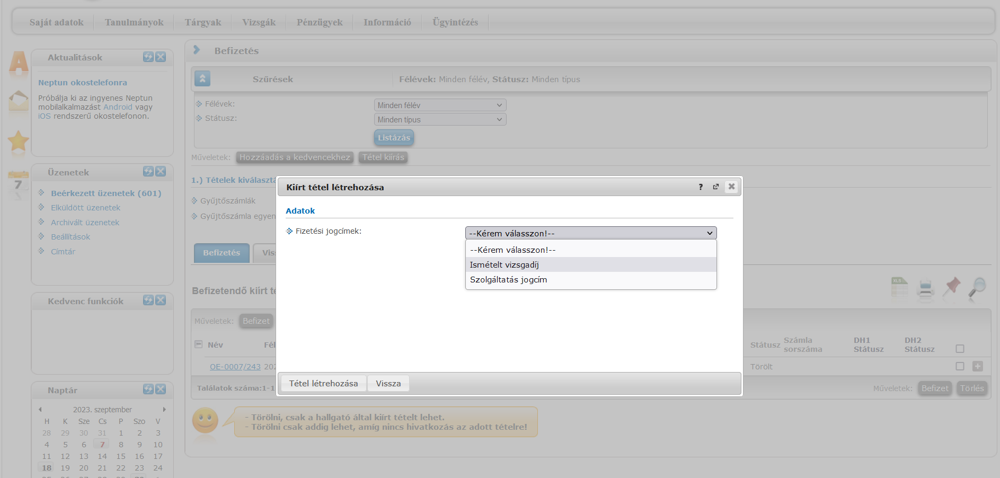 Saját adatok
Tanulmányok
Tárgyak
Vizsgák
Pénzügyek
Információ
Ügyintézés
Aktualitások
Neptun okostelefonra
Próbálja ki az ingyenes Neptun
mobilalkalmazást Android vagy
iOS rendszerű okostelefonon.
Üzenetek
Beérkezett üzenetek (601)
Elküldött üzenetek
Archivált üzenetek
Beállítások
Címtár
Kedvenc funkciók
Naptár
2023. szeptember
H K Sze Cs P Szo V
28 29 30 31 1 2 3
4 5 6 7 8 9 10
11 12 13 14 15 16 17
18 19 20 21 22 23 24
Befizetés
Szűrések
Félévek: Minden félév, Státusz: Minden típus
Félévek:
Minden félév
Státusz:
Minden típus
Listázás
Műveletek: Hozzáadás a kedvencekhez Tétel kiírás
1.) Tételek kiválasztá
Gyűjtőszámlák
Gyűjtőszámla egyen
Befizetés
Vis
Befizetendő kiírt té
XLS
Műveletek: Befizet
Név
Fél
Státusz
Számla
sorszáma
DH1
Státusz
DH2
Státusz
OE-0007/243 202
Törölt
Találatok száma:1-1
Műveletek: Befizet Törlés
- Törölni, csak a hallgató által kiírt tételt lehet.
- Törölni csak addig lehet, amíg nincs hivatkozás az adott tételre!
Kiírt tétel létrehozása
?
Adatok
Fizetési jogcímek:
--Kérem válasszon!--
--Kérem válasszon!--
Ismételt vizsgadíj
Szolgáltatás jogcím
Tétel létrehozása
Vissza
7